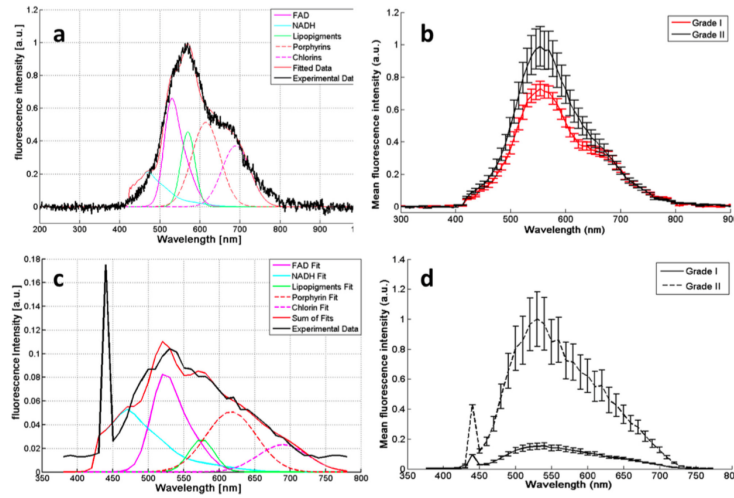 a
FAD
NADH
Lipopigments
Porphyrins
Chlorins
Fitted Data
Experimental Dat
fluorescence intensity [a.u.]
1.2
1
0.8
0.6
0.4
0.2
0
200 300 400 500 600 700 800 900 10
Wavelength [nm]
b
Grade I
Grade II
Mean fluorescence intensity (a.u.)
1.2
1
0.8
0.6
0.4
0.2
0
300 400 500 600 700 800 900
Wavelength (nm)
c
FAD Fit
NADH Fit
Lipopigments Fit
Porphyrin Fit
Chlorin Fit
Sum of Fits
Experimental Data
fluorescence Intensity [a.u.]
0.18
0.16
0.14
0.12
0.1
0.08
0.06
0.04
0.02
0
350 400 450 500 550 600 650 700 750 800
Wavelength [nm]
d
Grade I
Grade II
Mean fluorescence intensity (a.u.)
1.4
1.2
1
0.8
0.6
0.4
0.2
0
350 400 450 500 550 600 650 700 750 80
Wavelength (nm)